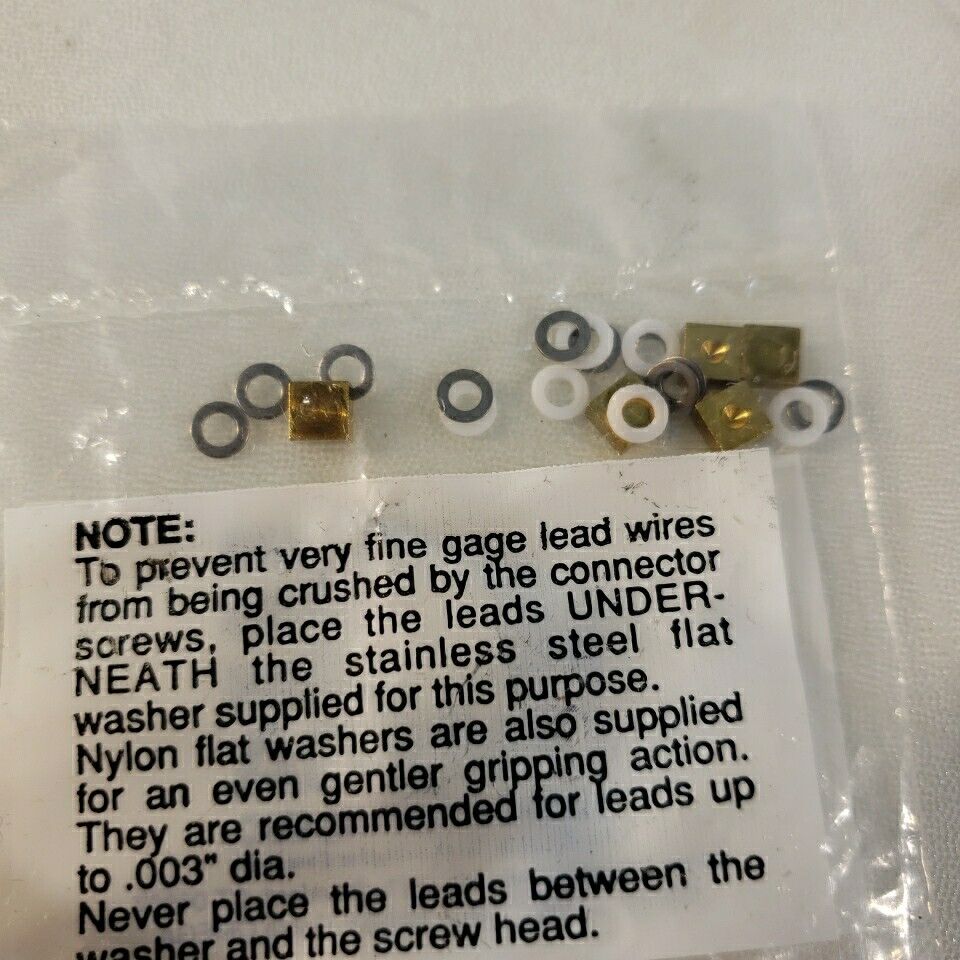 NOTE:
To prevent very fine gage lead wires
from being crushed by the connector
screws, place the leads UNDER-
NEATH the stainless steel flat
washer supplied for this purpose.
Nylon flat washers are also supplied
for an even gentler gripping action.
They are recommended for leads up
to .003" dia.
Never place the leads between the
washer and the screw head.